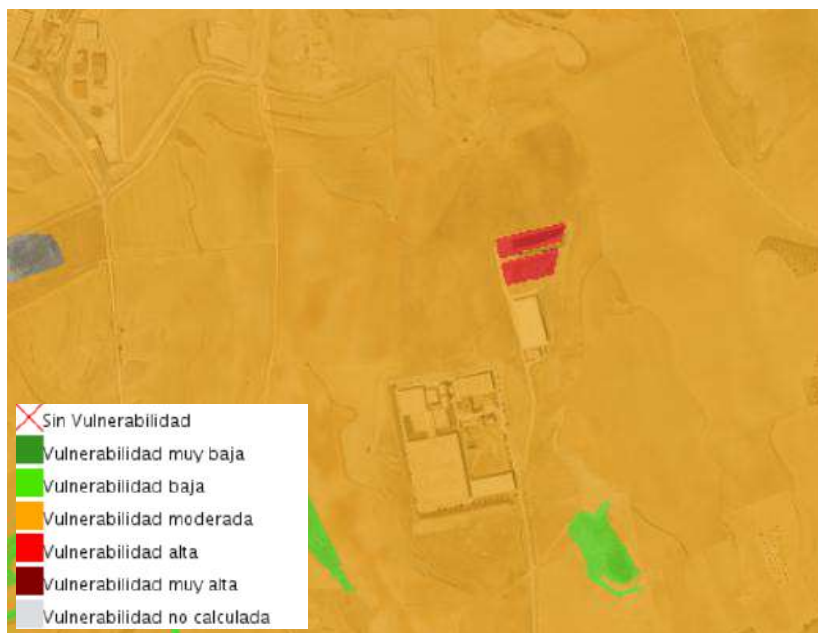 Sin Vulnerabilidad
Vulnerabilidad muy baja
Vulnerabilidad baja
Vulnerabilidad moderada
Vulnerabilidad alta
Vulnerabilidad muy alta
Vulnerabilidad no calculada